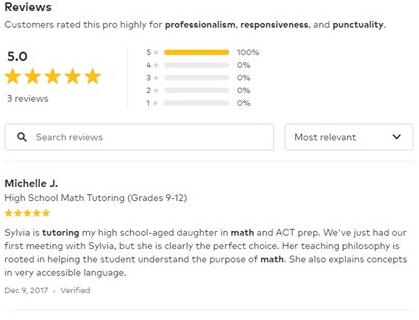 Reviews
Customers rated this pro highly for professionalism, responsiveness, and punctuality.
5.0
3 reviews
5 100%
4 0%
3 0%
2 0%
1 0%
Search reviews
Most relevant
Michelle J.
High School Math Tutoring (Grades 9-12)
Sylvia is tutoring my high school-aged daughter in math and ACT prep. We've just had our
first meeting with Sylvia, but she is clearly the perfect choice. Her teaching philosophy is
rooted in helping the student understand the purpose of math. She also explains concepts
in very accessible language.
Dec 9, 2017 • Verified